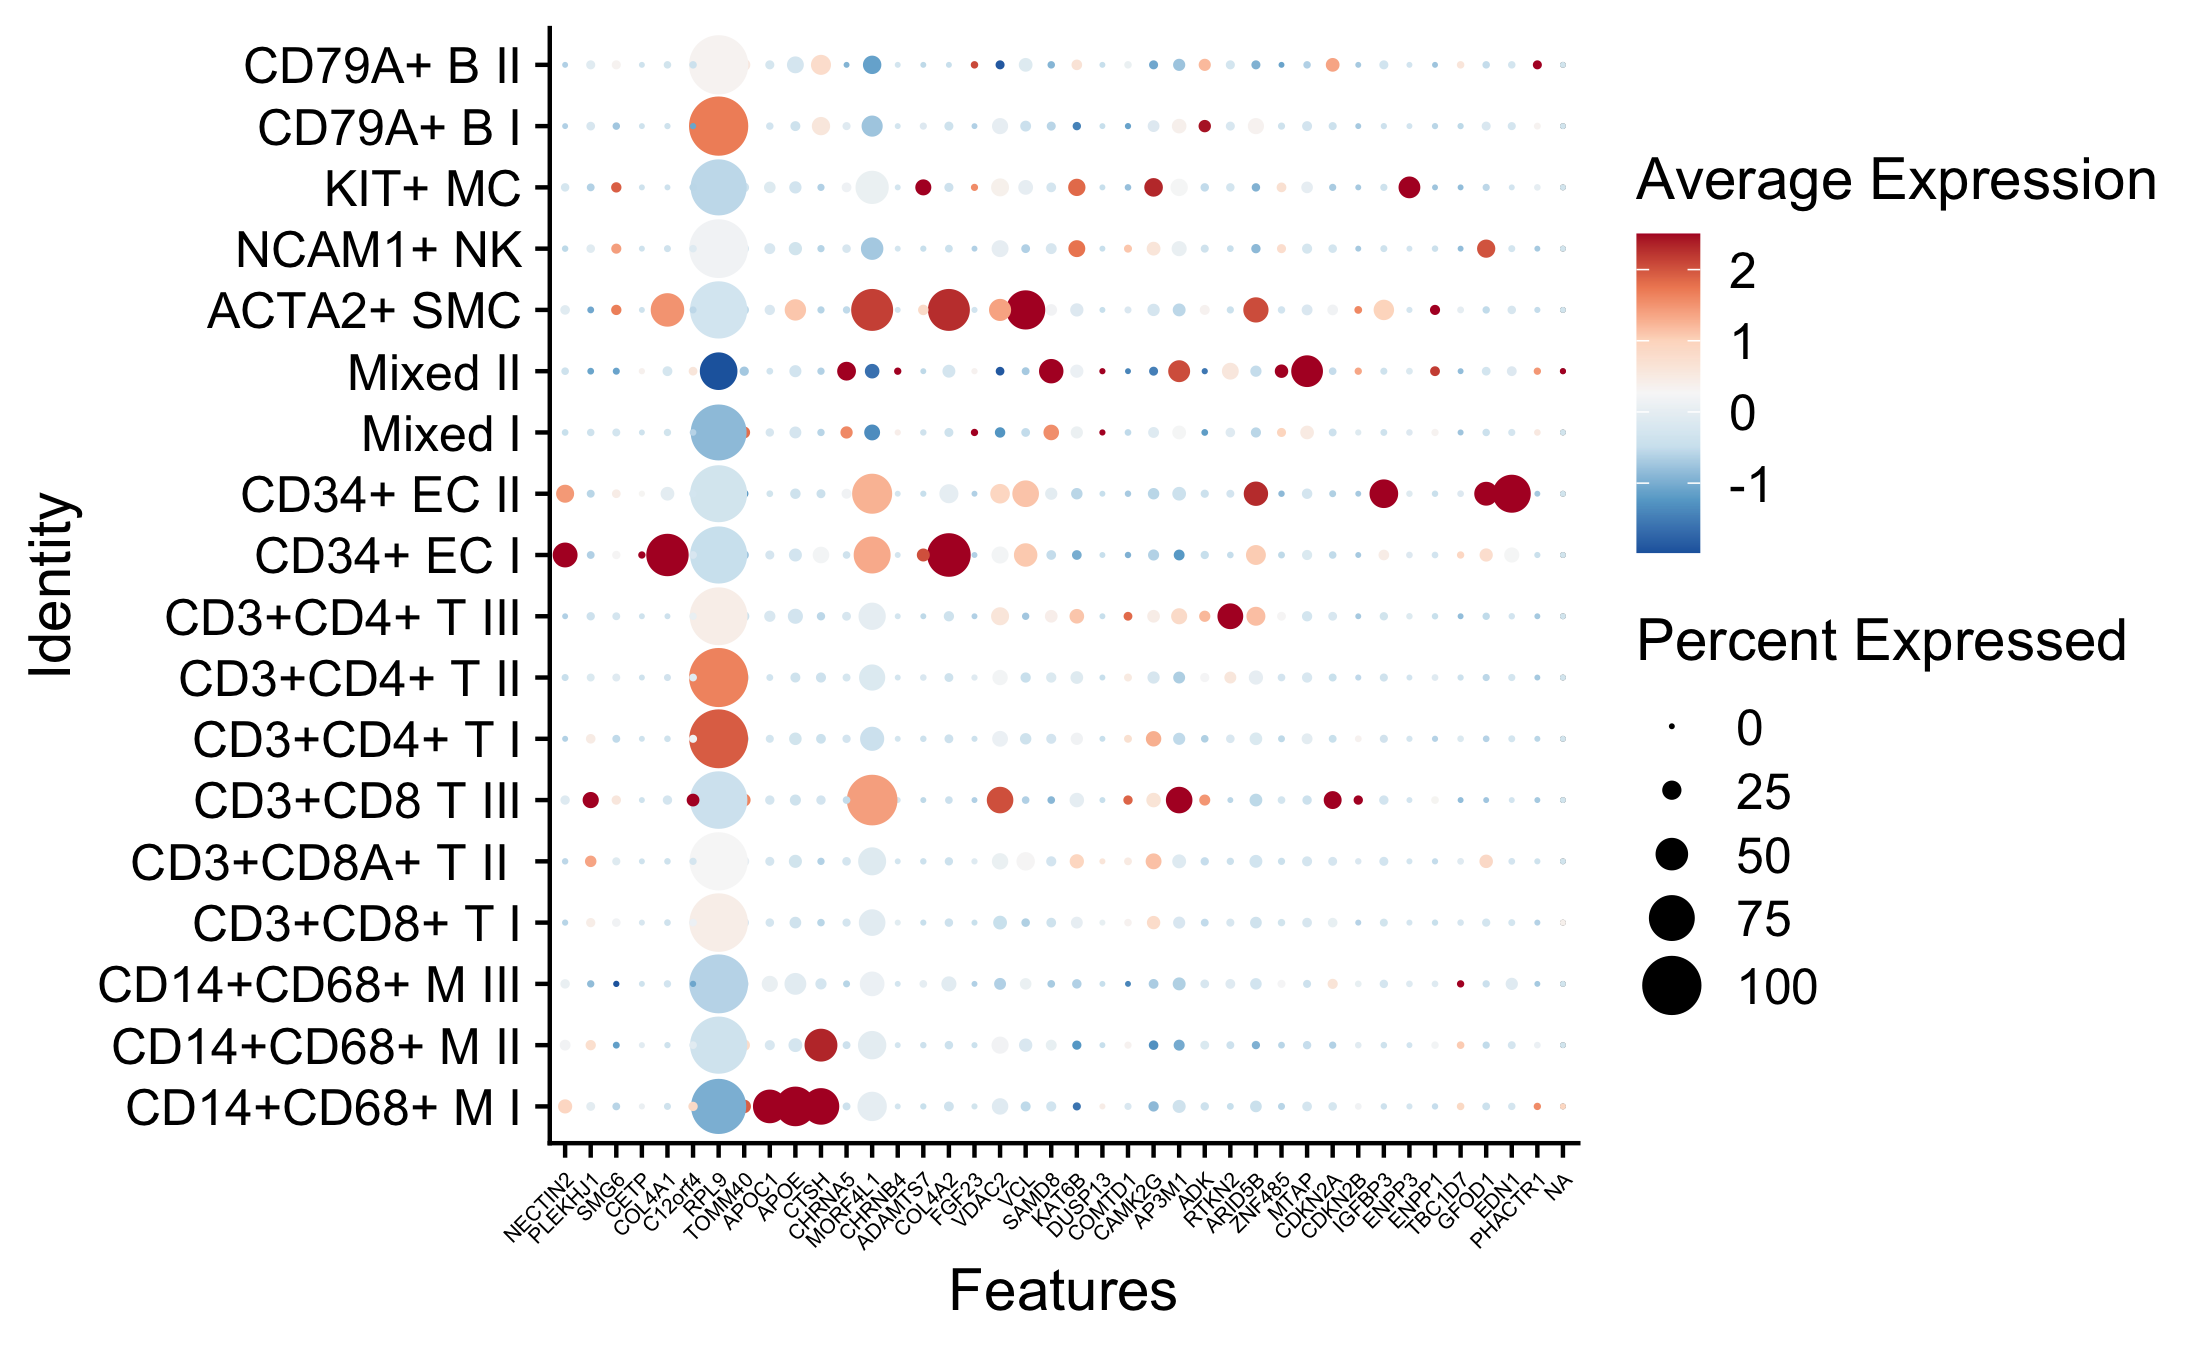 CD79A+ B II
CD79A+ B I
KIT+ MC
NCAM1+ NK
ACTA2+ SMC
Mixed II
Mixed I
CD34+ EC II
CD34+ EC I
CD3+CD4+ T III
CD3+CD4+ T II
CD3+CD4+ T I
CD3+CD8 T III
CD3+CD8A+ T II
CD3+CD8+ T I
CD14+CD68+ M III
CD14+CD68+ M II
CD14+CD68+ M I
Identity
NECTIN2
PLEKHJ1
SMG6
CETP
COL4A1
C12orf4
RPL9
TOMM40
APOC1
APOE
CTSH
CHRNA5
MORF4L1
CHRNB4
ADAMTS7
COL4A2
FGF23
VDAC2
VCL
SAMD8
KAT6B
DUSP13
COMTD1
CAMK2G
AP3M1
ADK
RTKN2
ARID5B
ZNF485
MTAP
CDKN2A
CDKN2B
IGFBP3
ENPP3
ENPP1
TBC1D7
GFOD1
EDN1
PHACTR1
NA
Features
Average Expression
2
1
0
-1
Percent Expressed
0
25
50
75
100